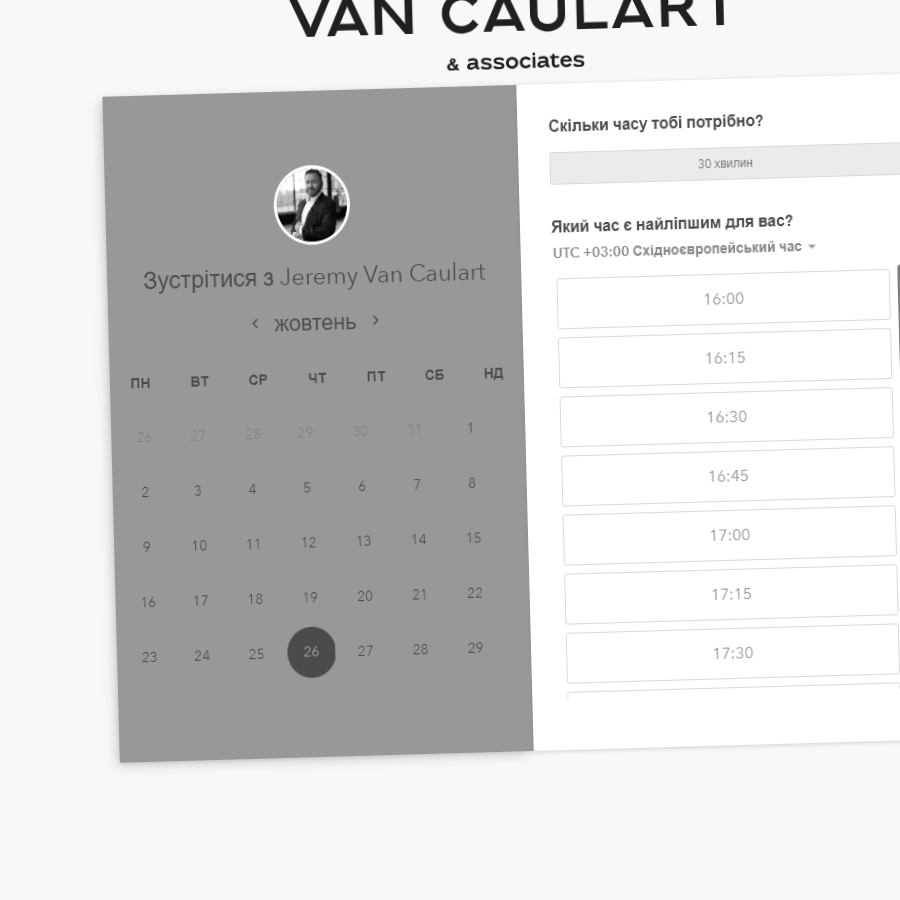 VAN CAULART
& associates
Зустрітися з Jeremy Van Caulart
‹ жовтень ›
ПН ВТ СР ЧТ ПТ СБ НД
26 27 28 29 30 31 1
2 3 4 5 6 7 8
9 10 11 12 13 14 15
16 17 18 19 20 21 22
23 24 25 26 27 28 29
Скільки часу тобі потрібно?
30 хвилин
Який час є найліпшим для вас?
UTC +03:00 Східноєвропейський час
16:00
16:15
16:30
16:45
17:00
17:15
17:30